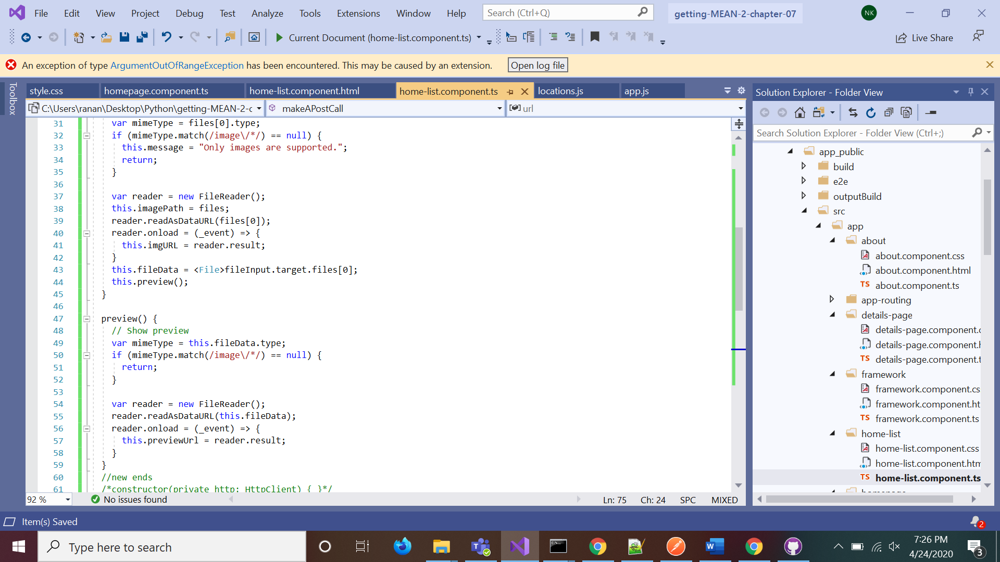 File Edit View Project Debug Test Analyze Tools Extensions Window Help Search (Ctrl+Q) getting-MEAN-2-chapter-07 NK
Current Document (home-list.component.ts) Live Share
An exception of type ArgumentOutOfRangeException has been encountered. This may be caused by an extension. Open log file
Toolbox
style.css homepage.component.ts home-list.component.html home-list.component.ts locations.js app.js
C:\Users\ranan\Desktop\Python\getting-MEAN-2-c makeAPostCall url
31 var mimeType = files[0].type;
32 if (mimeType.match(/image\/*/) == null) {
33 this.message = "Only images are supported.";
34 return;
35 }
36
37 var reader = new FileReader();
38 this.imagePath = files;
39 reader.readAsDataURL(files[0]);
40 reader.onload = (_event) => {
41 this.imgURL = reader.result;
42 }
43 this.fileData = <File>fileInput.target.files[0];
44 this.preview();
45 }
46
47 preview() {
48 // Show preview
49 var mimeType = this.fileData.type;
50 if (mimeType.match(/image\/*/) == null) {
51 return;
52 }
53
54 var reader = new FileReader();
55 reader.readAsDataURL(this.fileData);
56 reader.onload = (_event) => {
57 this.previewUrl = reader.result;
58 }
59 }
60 //new ends
61 /*constructor(private http: HttpClient) { }*/
92 % No issues found Ln: 75 Ch: 24 SPC MIXED
Solution Explorer - Folder View
Search Solution Explorer - Folder View (Ctrl+;)
app_public
build
e2e
outputBuild
src
app
about
about.component.css
about.component.html
TS about.component.ts
app-routing
details-page
details-page.component.c
details-page.component.h
TS details-page.component.t
framework
framework.component.cs
framework.component.ht
TS framework.component.ts
home-list
home-list.component.css
home-list.component.htm
TS home-list.component.ts
homepage
Item(s) Saved 2
Type here to search
7:26 PM
4/24/2020
3